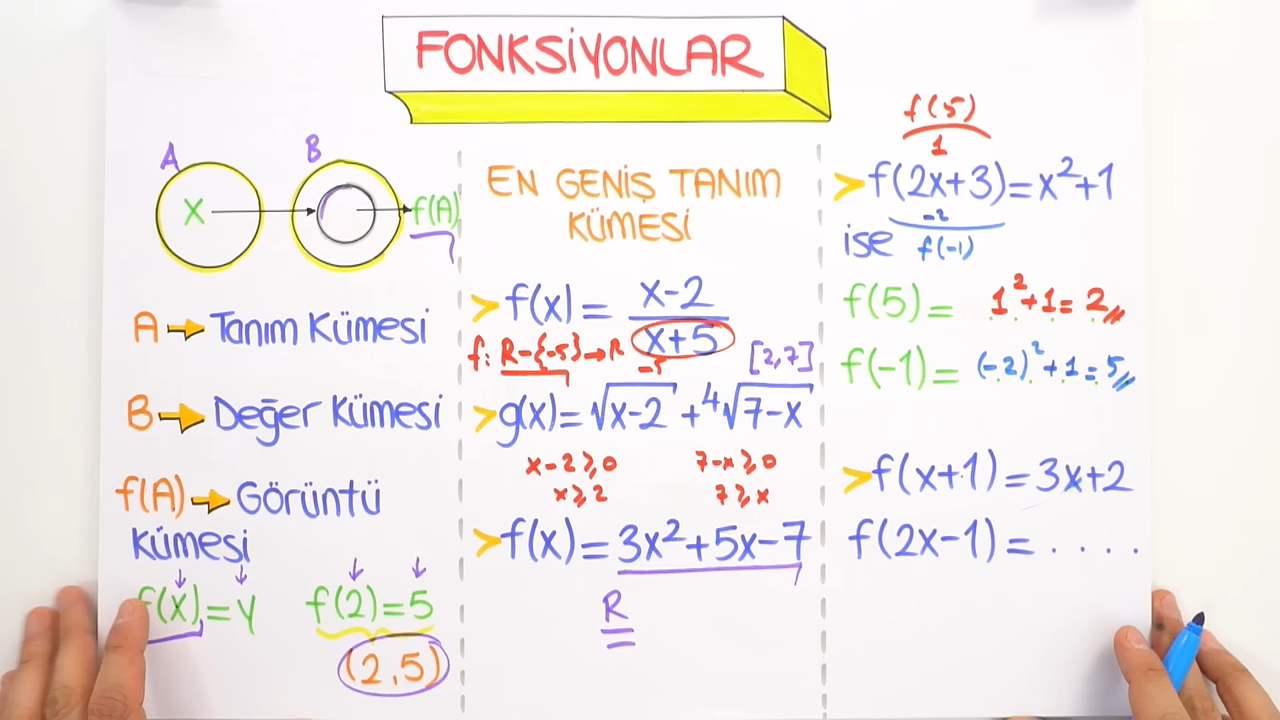 FONKSİYONLAR
A
B
X
f(A)
A → Tanım Kümesi
B → Değer Kümesi
f(A) → Görüntü
Kümesi
f(x) = y
f(2) = 5
(2,5)
EN GENİŞ TANIM
KÜMESİ
> f(x) = (x-2)/(x+5)
f: R-{-5} → R
-5
[2,7]
> g(x) = √(x-2) + ⁴√(7-x)
x-2 ⩾ 0
x ⩾ 2
7-x ⩾ 0
7 ⩾ x
> f(x) = 3x²+5x-7
R
f(5)
1
> f(2x+3) = x²+1
-2
ise f(-1)
f(5) = 1²+1 = 2//
f(-1) = (-2)²+1 = 5//
> f(x+1) = 3x+2
f(2x-1) = ....